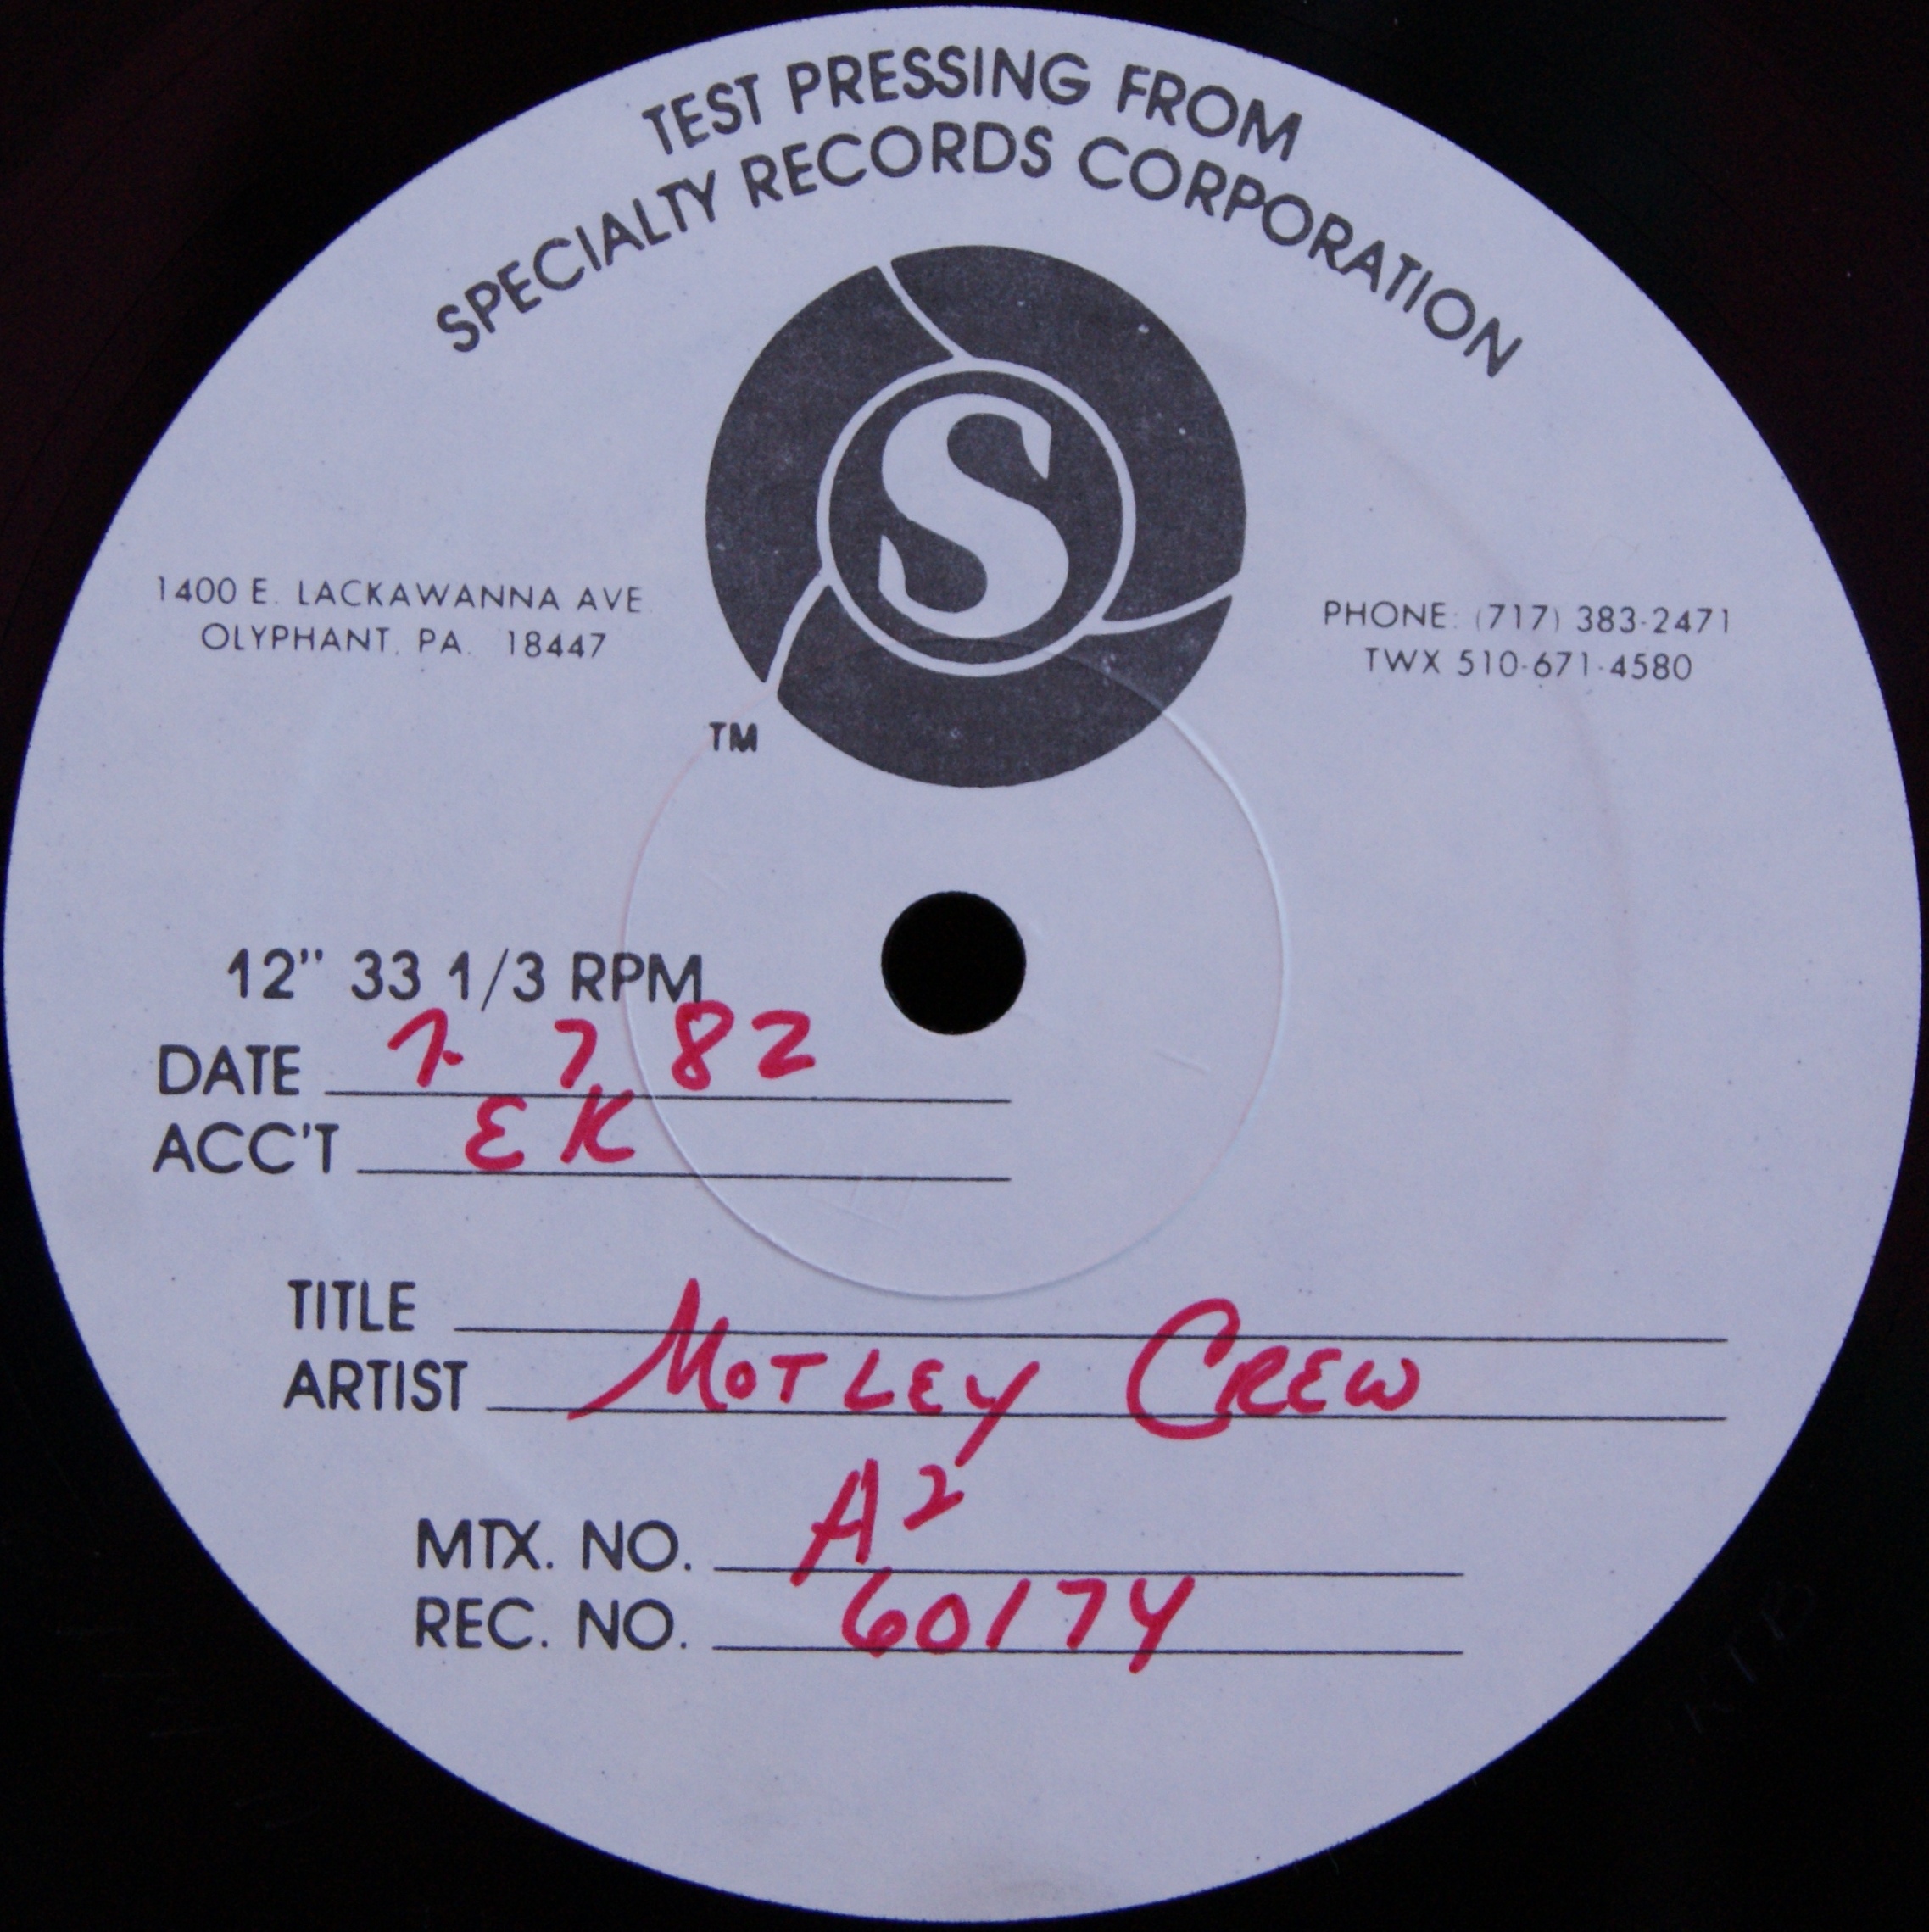 TEST PRESSING FROM
SPECIALTY RECORDS CORPORATION
S
1400 E. LACKAWANNA AVE.
OLYPHANT, PA. 18447
PHONE: (717) 383-2471
TWX 510-671-4580
TM
12" 33 1/3 RPM
DATE 7. 7 82
ACC'T EK
TITLE
ARTIST MOTLEY CREW
MTX. NO. A2
REC. NO. 60174